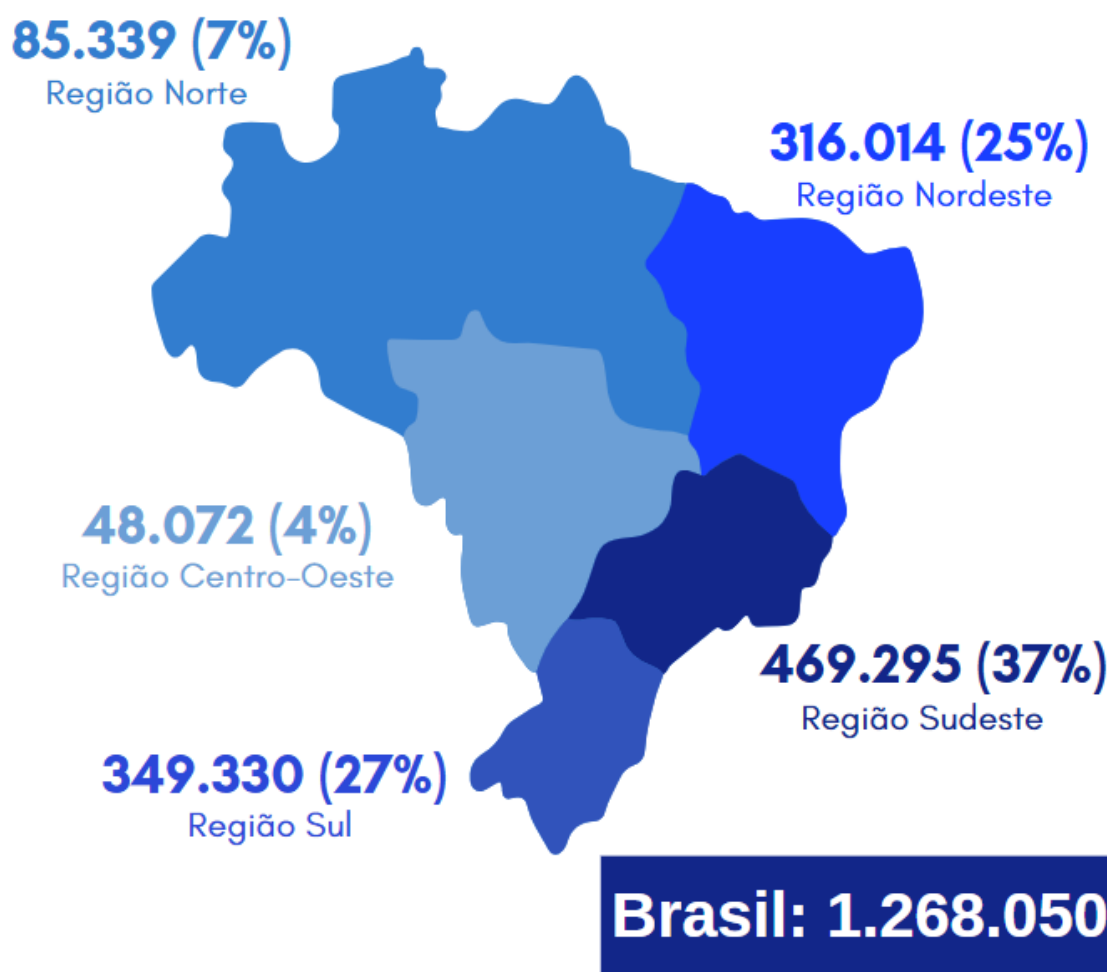 85.339 (7%)
Região Norte
316.014 (25%)
Região Nordeste
48.072 (4%)
Região Centro-Oeste
469.295 (37%)
Região Sudeste
349.330 (27%)
Região Sul
Brasil: 1.268.050